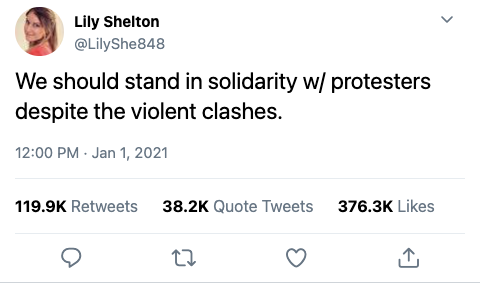 Lily Shelton
@LilyShe848
We should stand in solidarity w/ protesters
despite the violent clashes.
12:00 PM · Jan 1, 2021
119.9K Retweets 38.2K Quote Tweets 376.3K Likes